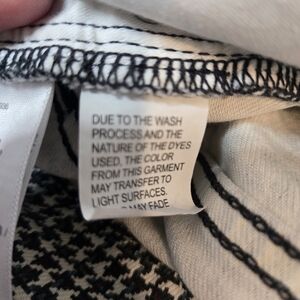 DUE TO THE WASH
PROCESS AND THE
NATURE OF THE DYES
USED, THE COLOR
FROM THIS GARMENT
MAY TRANSFER TO
LIGHT SURFACES.
MAY FADE